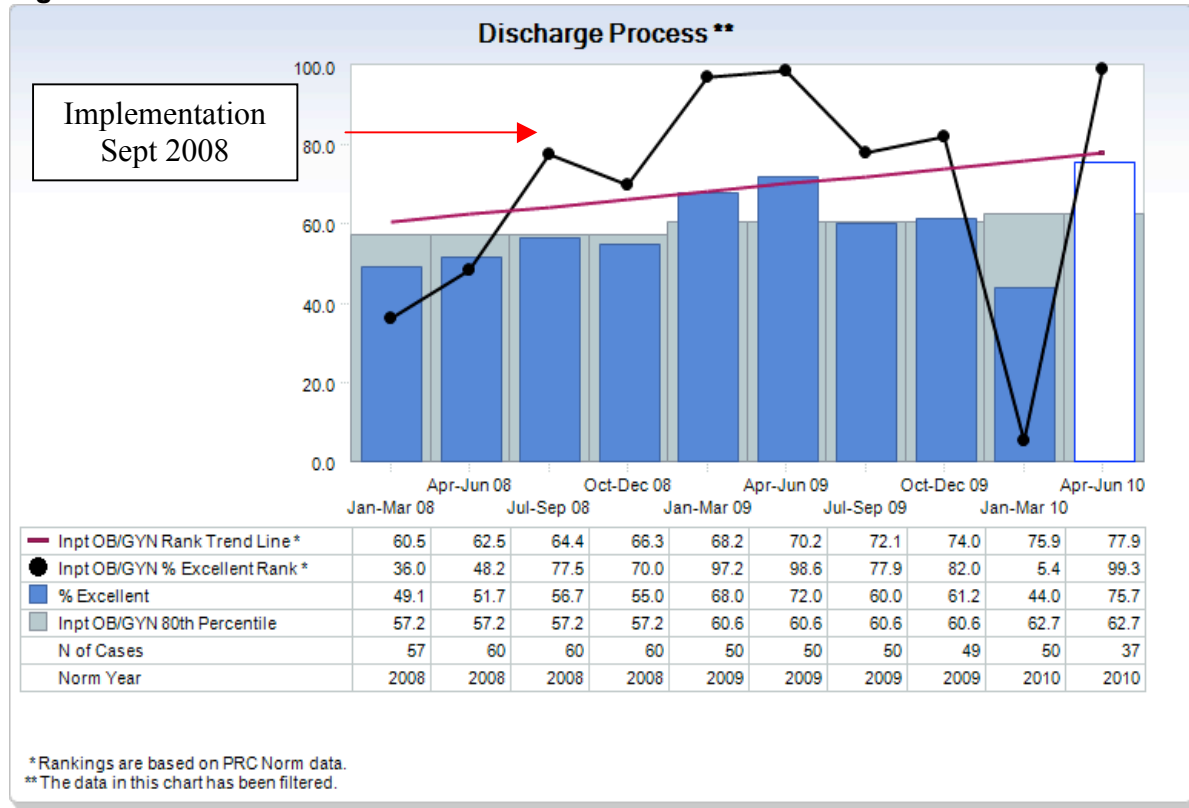 Discharge Process **
Implementation
Sept 2008
100.0
80.0
60.0
40.0
20.0
0.0
Apr-Jun 08 Oct-Dec 08 Apr-Jun 09 Oct-Dec 09 Apr-Jun 10
Jan-Mar 08 Jul-Sep 08 Jan-Mar 09 Jul-Sep 09 Jan-Mar 10
Inpt OB/GYN Rank Trend Line * 60.5 62.5 64.4 66.3 68.2 70.2 72.1 74.0 75.9 77.9
Inpt OB/GYN % Excellent Rank * 36.0 48.2 77.5 70.0 97.2 98.6 77.9 82.0 5.4 99.3
% Excellent 49.1 51.7 56.7 55.0 68.0 72.0 60.0 61.2 44.0 75.7
Inpt OB/GYN 80th Percentile 57.2 57.2 57.2 57.2 60.6 60.6 60.6 60.6 62.7 62.7
N of Cases 57 60 60 60 50 50 50 49 50 37
Norm Year 2008 2008 2008 2008 2009 2009 2009 2009 2010 2010
* Rankings are based on PRC Norm data.
** The data in this chart has been filtered.